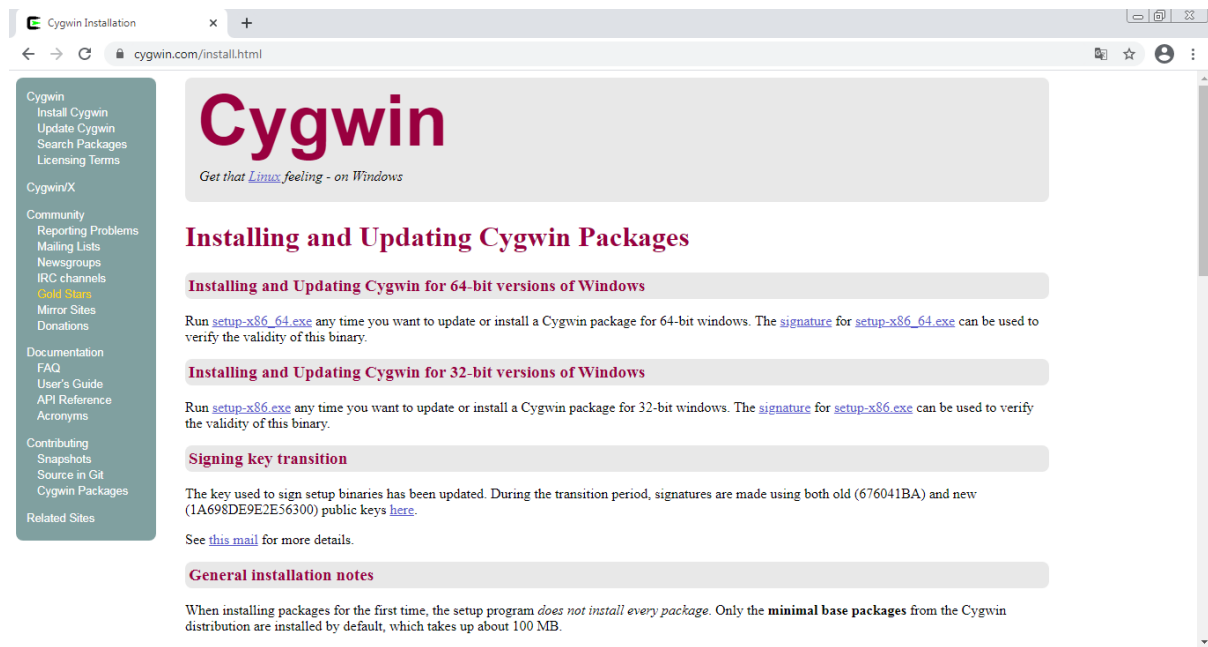 Cygwin Installation
cygwin.com/install.html
Cygwin
Install Cygwin
Update Cygwin
Search Packages
Licensing Terms
Cygwin/X
Community
Reporting Problems
Mailing Lists
Newsgroups
IRC channels
Gold Stars
Mirror Sites
Donations
Documentation
FAQ
User's Guide
API Reference
Acronyms
Contributing
Snapshots
Source in Git
Cygwin Packages
Related Sites
Cygwin
Get that Linux feeling - on Windows
Installing and Updating Cygwin Packages
Installing and Updating Cygwin for 64-bit versions of Windows
Run setup-x86_64.exe any time you want to update or install a Cygwin package for 64-bit windows. The signature for setup-x86_64.exe can be used to
verify the validity of this binary.
Installing and Updating Cygwin for 32-bit versions of Windows
Run setup-x86.exe any time you want to update or install a Cygwin package for 32-bit windows. The signature for setup-x86.exe can be used to verify
the validity of this binary.
Signing key transition
The key used to sign setup binaries has been updated. During the transition period, signatures are made using both old (676041BA) and new
(1A698DE9E2E56300) public keys here.
See this mail for more details.
General installation notes
When installing packages for the first time, the setup program does not install every package. Only the minimal base packages from the Cygwin
distribution are installed by default, which takes up about 100 MB.